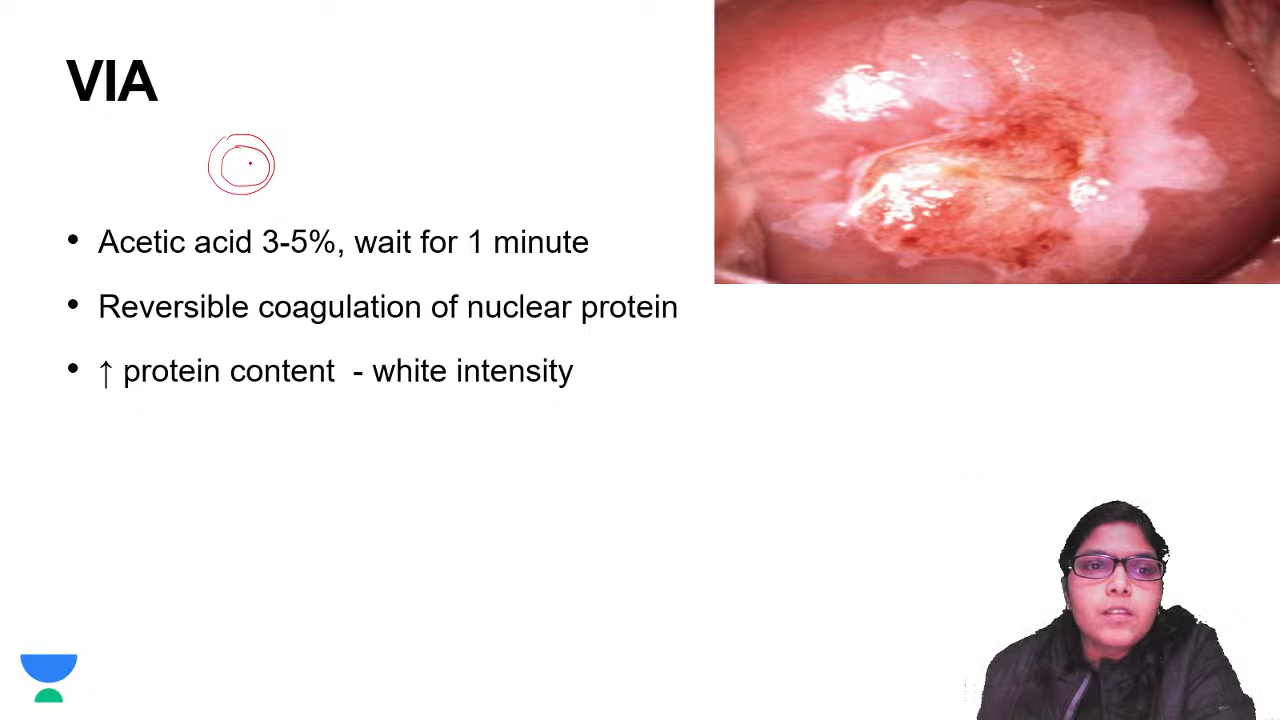 VIA
• Acetic acid 3-5%, wait for 1 minute
• Reversible coagulation of nuclear protein
• ↑ protein content - white intensity